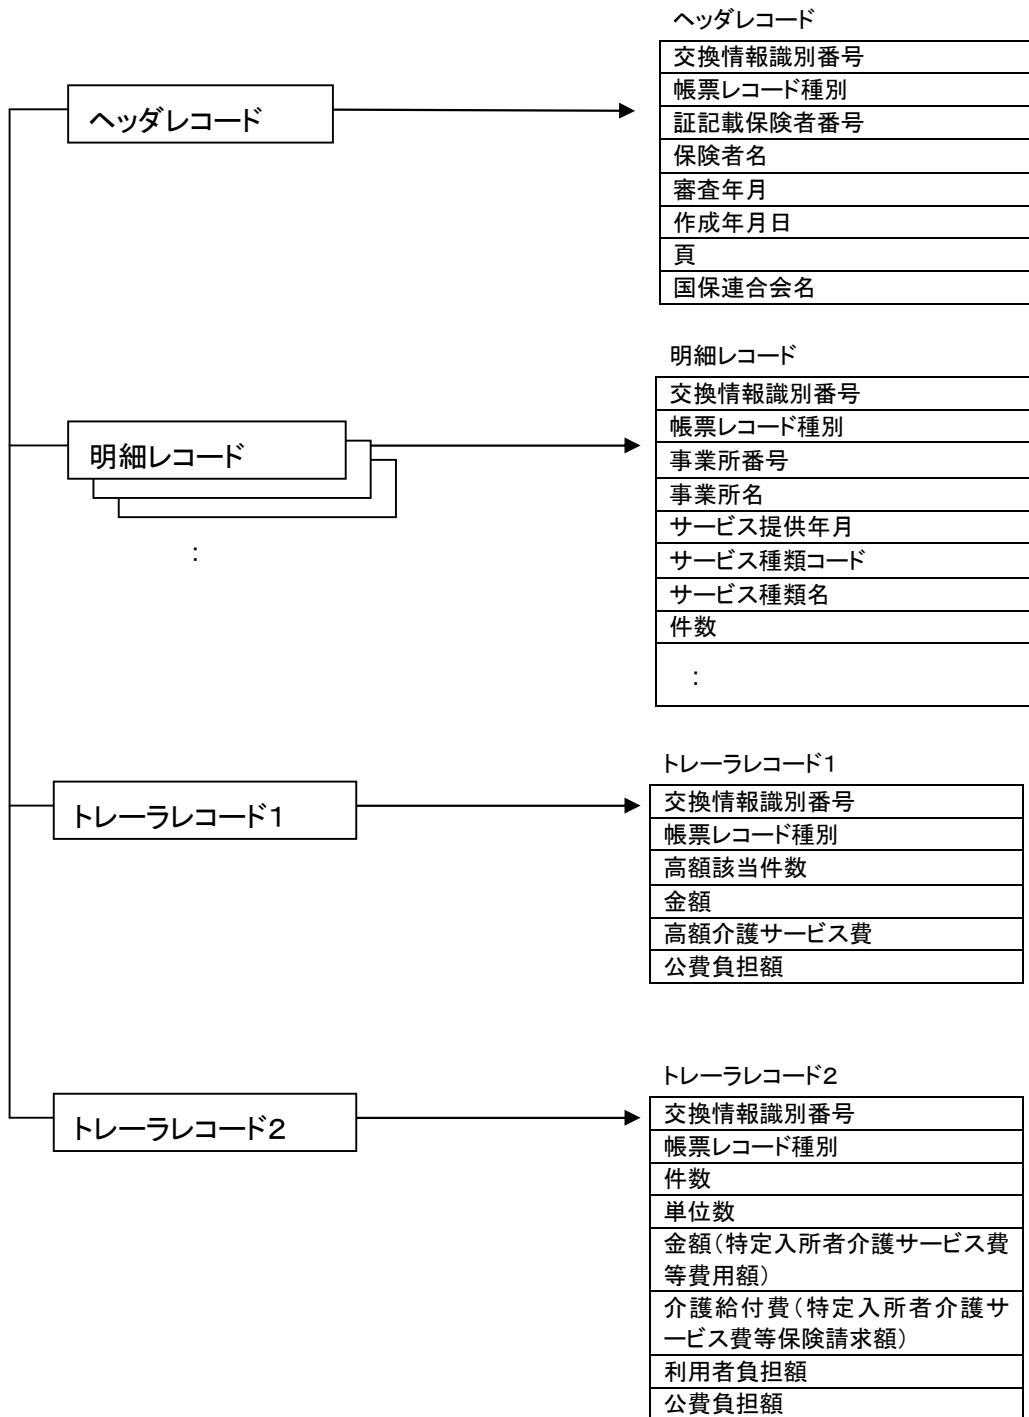 ヘッダレコード
交換情報識別番号
帳票レコード種別
ヘッダレコード
証記載保険者番号
保険者名
審査年月
作成年月日
頁
国保連合会名
明細レコード
交換情報識別番号
帳票レコード種別
明細レコード
事業所番号
事業所名
サービス提供年月
:
サービス種類コード
サービス種類名
件数
:
トレーラレコード1
交換情報識別番号
トレーラレコード1
帳票レコード種別
高額該当件数
金額
高額介護サービス費
公費負担額
トレーラレコード2
交換情報識別番号
トレーラレコード2
帳票レコード種別
件数
単位数
金額(特定入所者介護サービス費
等費用額)
介護給付費(特定入所者介護サ
ービス費等保険請求額)
利用者負担額
公費負担額